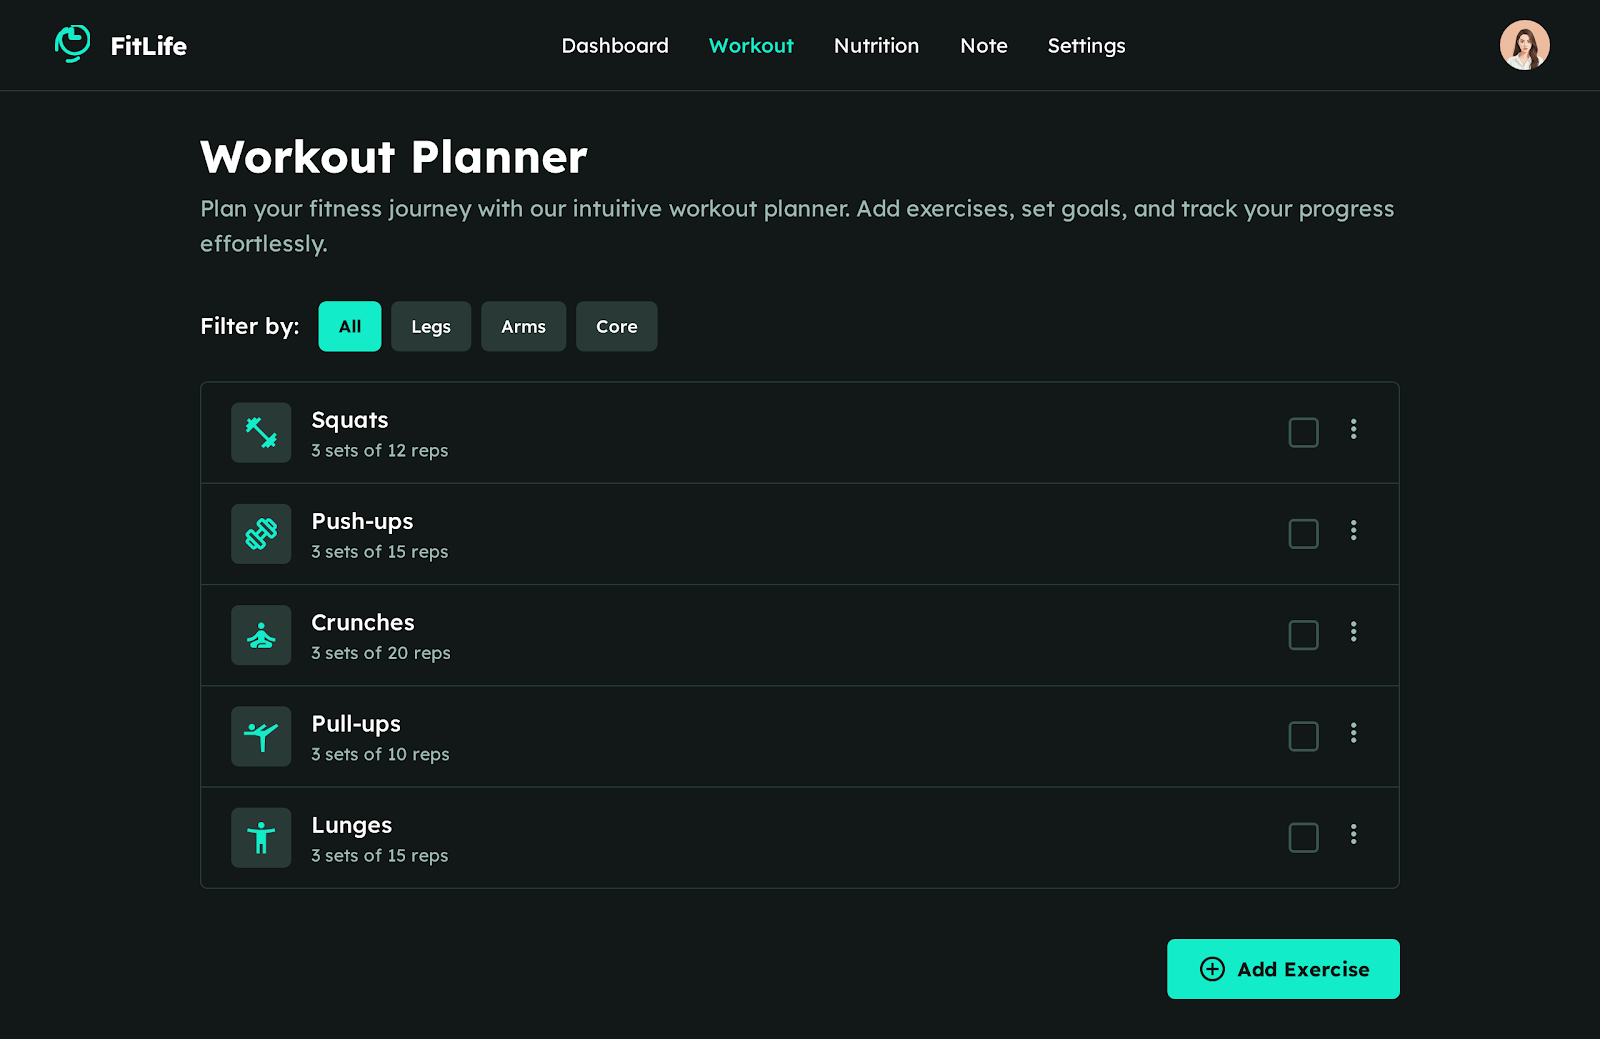 FitLife
Dashboard
Workout
Nutrition
Note
Settings
Workout Planner
Plan your fitness journey with our intuitive workout planner. Add exercises, set goals, and track your progress
effortlessly.
Filter by:
All
Legs
Arms
Core
Squats
3 sets of 12 reps
Push-ups
3 sets of 15 reps
Crunches
3 sets of 20 reps
Pull-ups
3 sets of 10 reps
Lunges
3 sets of 15 reps
Add Exercise